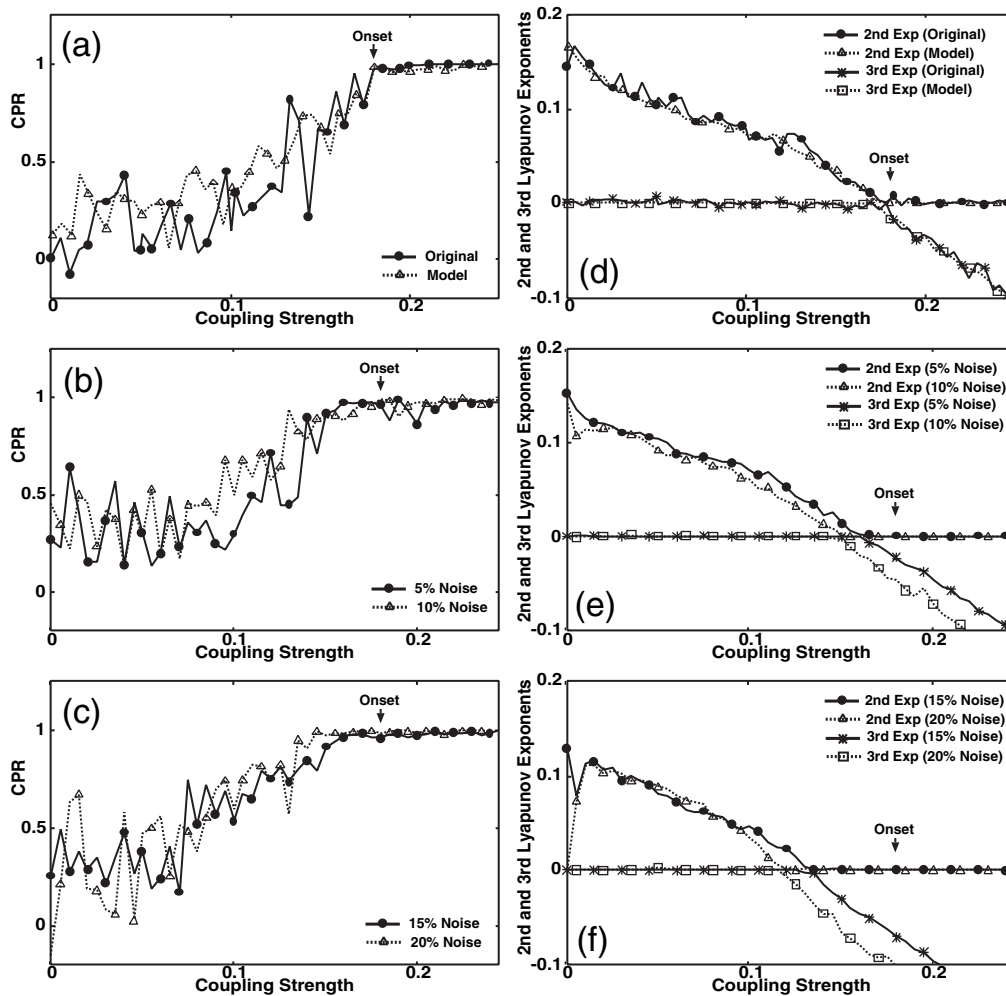 (a)
Onset
CPR
1
0.5
0
Original
Model
0
0.1
0.2
Coupling Strength
(d)
2nd and 3rd Lyapunov Exponents
0.2
0.1
0
-0.1
2nd Exp (Original)
2nd Exp (Model)
3rd Exp (Original)
3rd Exp (Model)
Onset
0
0.1
0.2
Coupling Strength
(b)
Onset
CPR
1
0.5
0
5% Noise
10% Noise
0
0.1
0.2
Coupling Strength
(e)
2nd and 3rd Lyapunov Exponents
0.2
0.1
0
-0.1
2nd Exp (5% Noise)
2nd Exp (10% Noise)
3rd Exp (5% Noise)
3rd Exp (10% Noise)
Onset
0
0.1
0.2
Coupling Strength
(c)
Onset
CPR
1
0.5
0
15% Noise
20% Noise
0
0.1
0.2
Coupling Strength
(f)
2nd and 3rd Lyapunov Exponents
0.2
0.1
0
-0.1
2nd Exp (15% Noise)
2nd Exp (20% Noise)
3rd Exp (15% Noise)
3rd Exp (20% Noise)
Onset
0
0.1
0.2
Coupling Strength